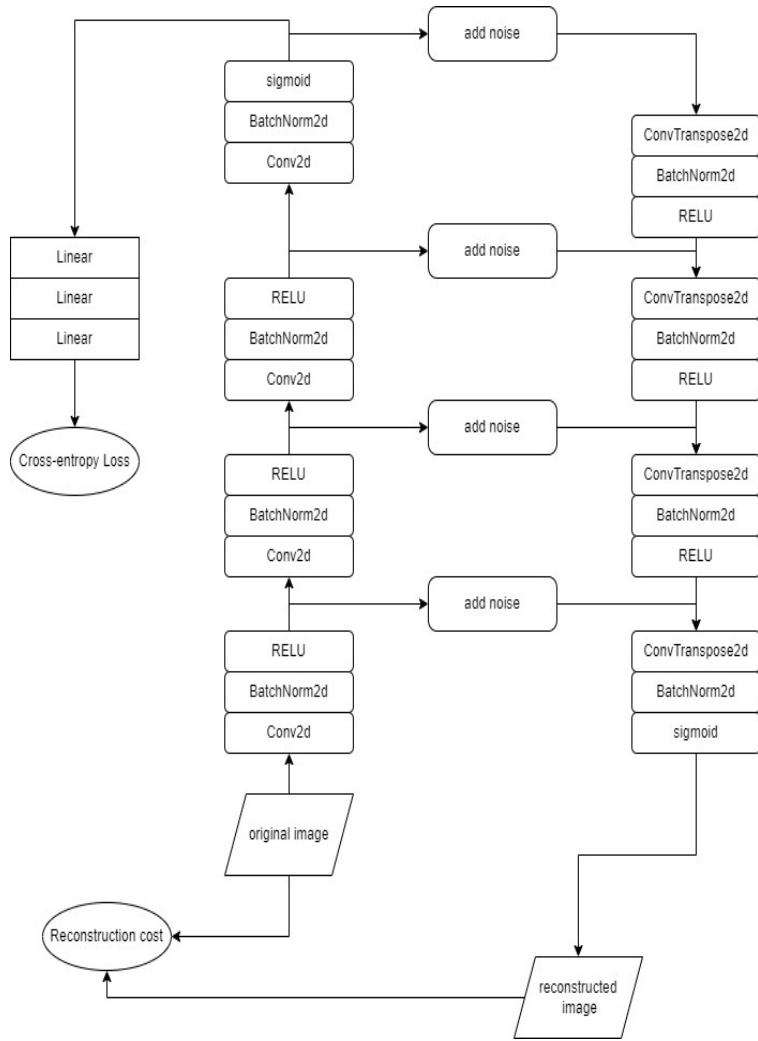 add noise
sigmoid
BatchNorm2d
Conv2d
ConvTranspose2d
BatchNorm2d
RELU
Linear
Linear
Linear
add noise
RELU
BatchNorm2d
Conv2d
ConvTranspose2d
BatchNorm2d
RELU
Cross-entropy Loss
add noise
RELU
BatchNorm2d
Conv2d
ConvTranspose2d
BatchNorm2d
RELU
add noise
RELU
BatchNorm2d
Conv2d
ConvTranspose2d
BatchNorm2d
sigmoid
original image
Reconstruction cost
reconstructed
image